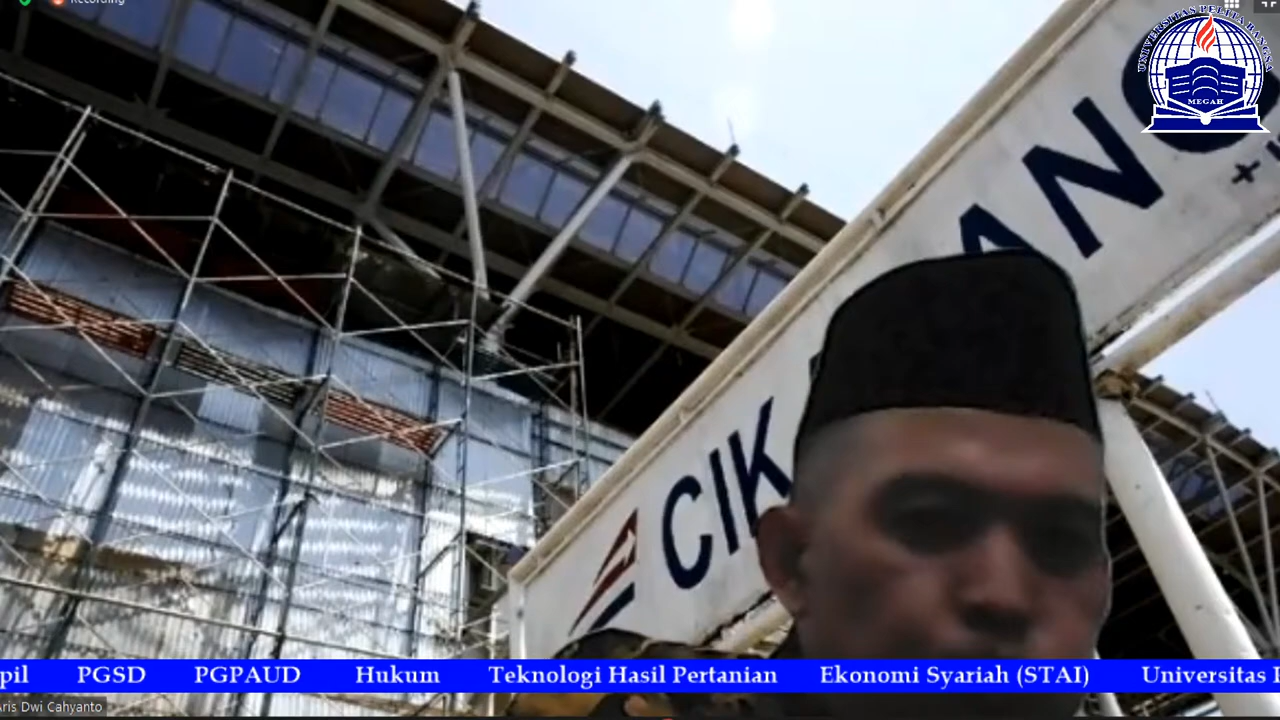 Recording
UNIVERSITAS PELITA BANGSA
MEGAH
ANG
CIK
pil PGSD PGPAUD Hukum Teknologi Hasil Pertanian Ekonomi Syariah (STAI) Universitas
Aris Dwi Cahyanto